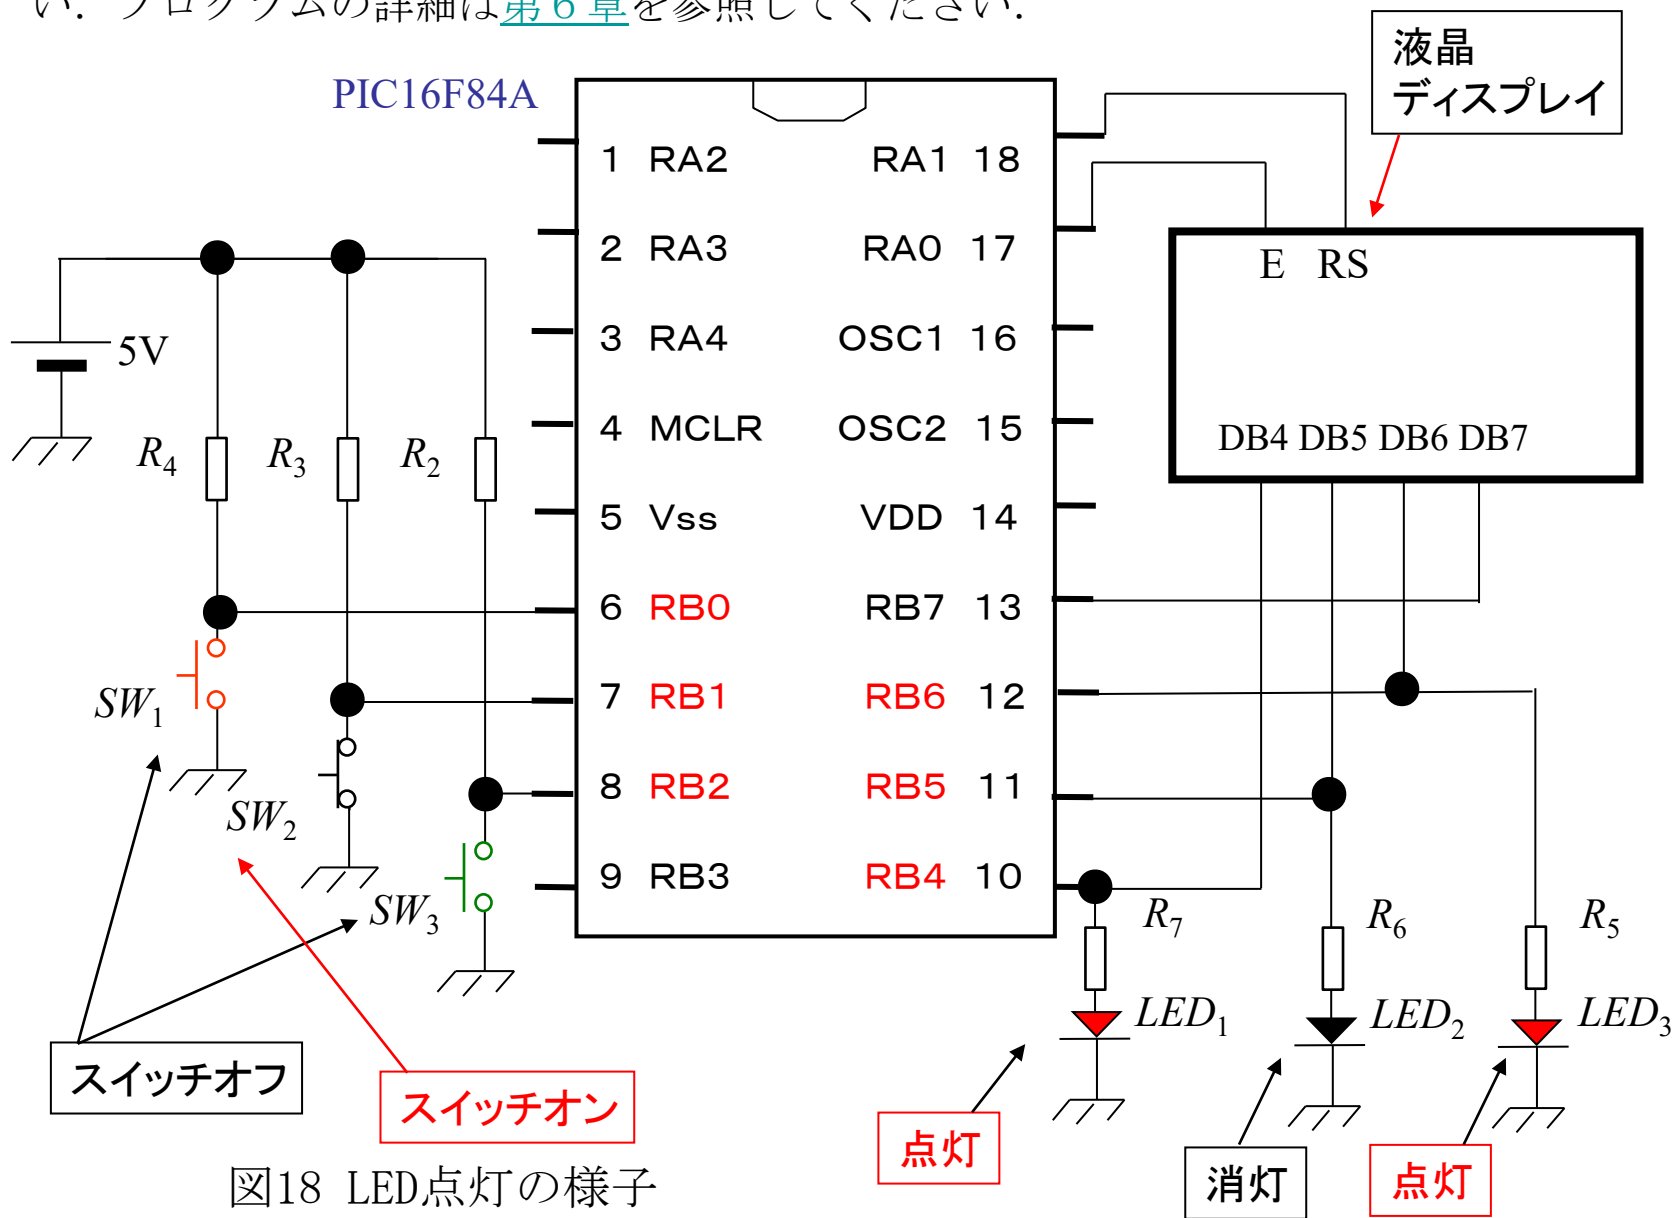 い．プログラムの詳細は第６章を参照してください．
液晶
ディスプレイ
PIC16F84A
1 RA2 RA1 18
2 RA3 RA0 17
3 RA4 OSC1 16
4 MCLR OSC2 15
5 Vss VDD 14
6 RB0 RB7 13
7 RB1 RB6 12
8 RB2 RB5 11
9 RB3 RB4 10
E RS
DB4 DB5 DB6 DB7
5V
R4 R3 R2
SW1
SW2
SW3
R7 R6 R5
LED1 LED2 LED3
スイッチオフ
スイッチオン
点灯
消灯
点灯
図18 LED点灯の様子